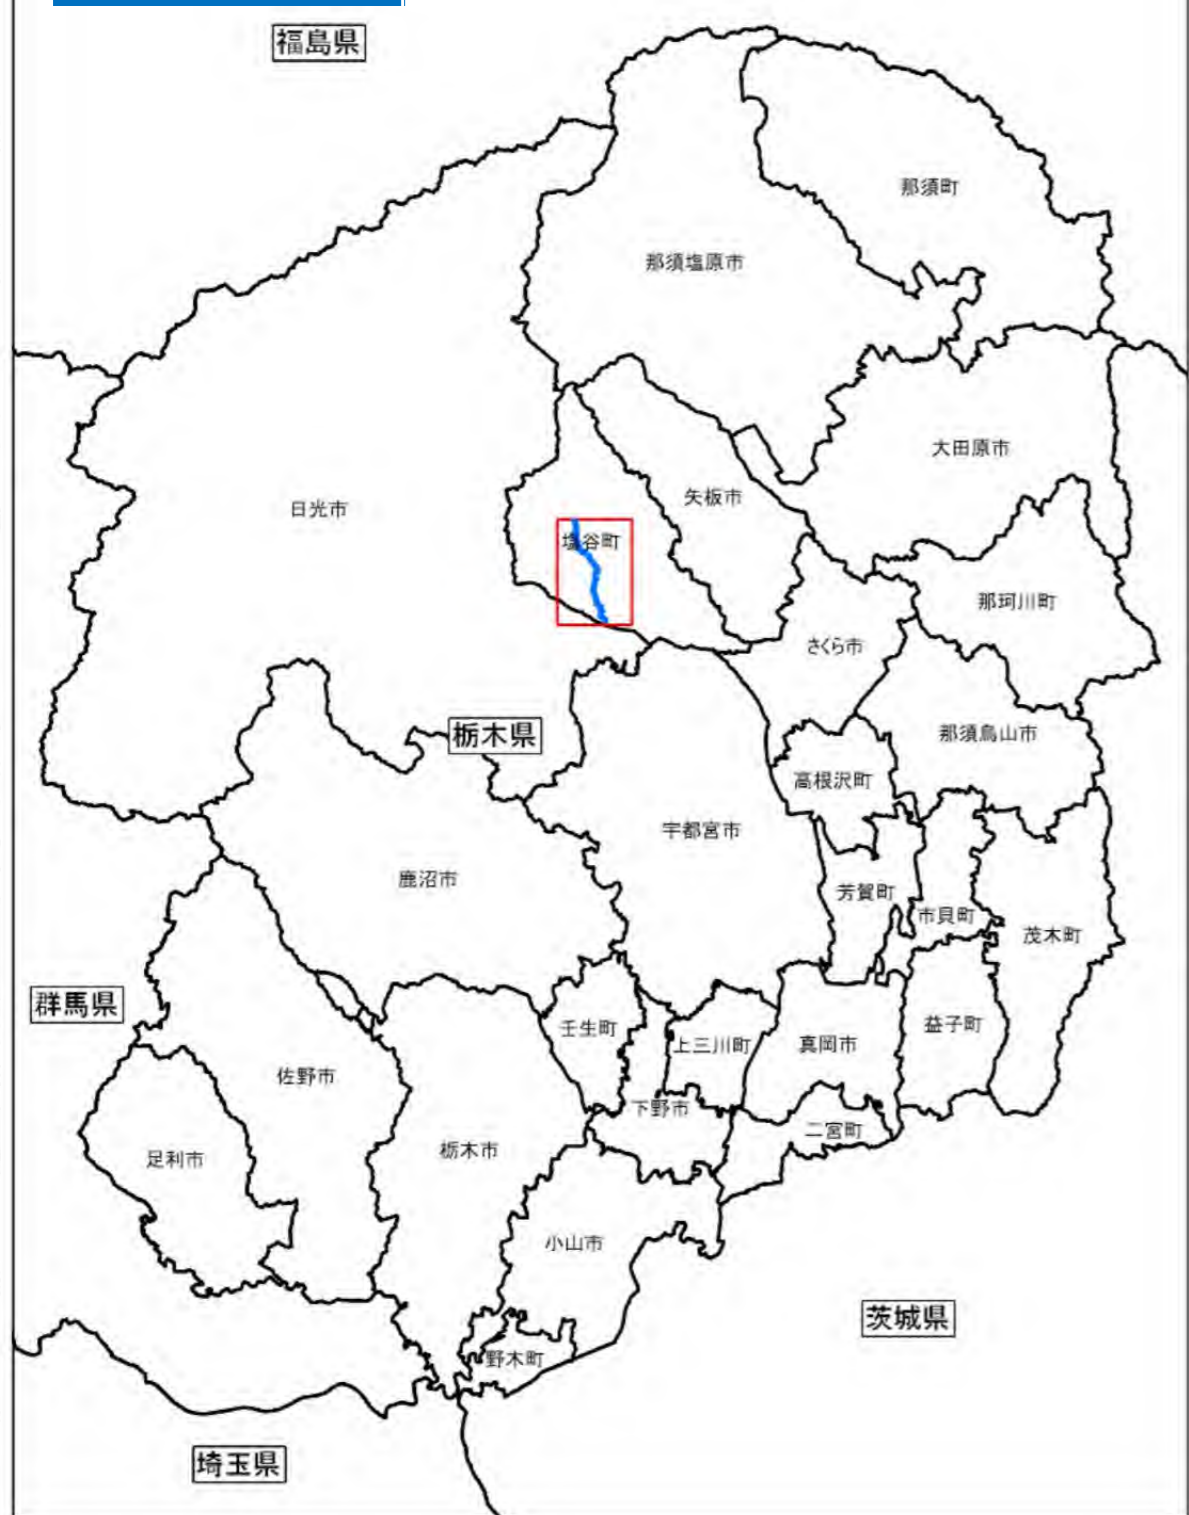 福島県
那須町
那須塩原市
大田原市
矢板市
日光市
塩谷町
那珂川町
さくら市
那須烏山市
栃木県
高根沢町
宇都宮市
鹿沼市
芳賀町
市貝町
茂木町
群馬県
益子町
壬生町
上三川町
真岡市
佐野市
下野市
二宮町
栃木市
足利市
小山市
茨城県
野木町
埼玉県